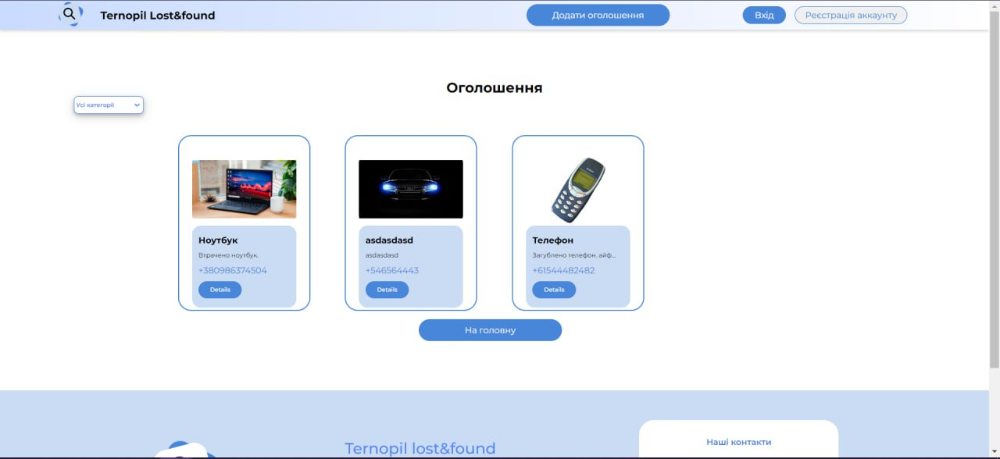 Ternopil Lost&found
Додати оголошення
Вхід
Реєстрація аккаунту
Оголошення
Усі категорії
Ноутбук
Втрачено ноутбук.
+380986374504
Details
asdasdasd
asdasdasd
+546564443
Details
Телефон
Загублено телефон. айф...
+61544482482
Details
На головну
Ternopil lost&found
Наші контакти